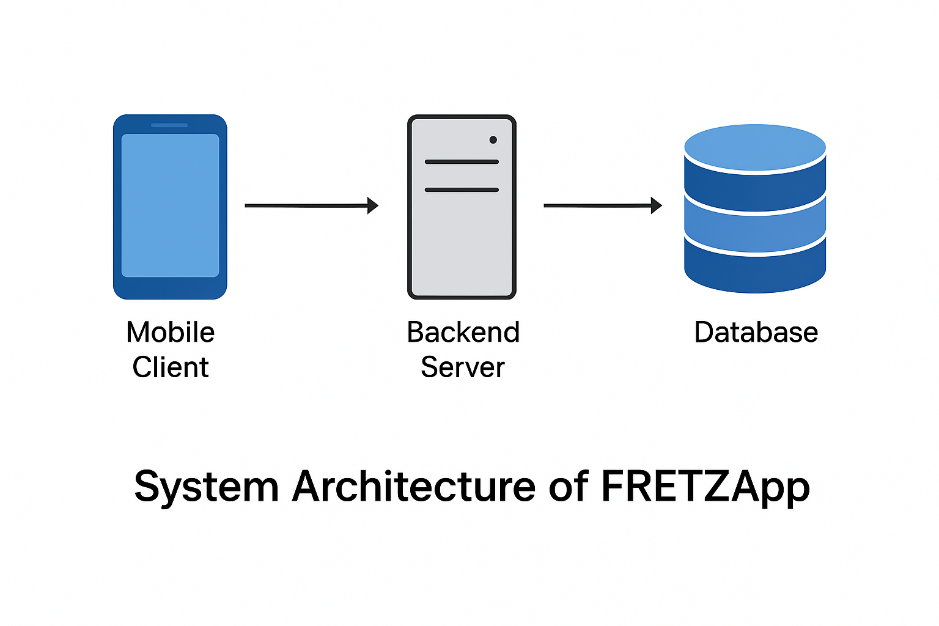 Mobile
Client
Backend
Server
Database
System Architecture of FRETZApp